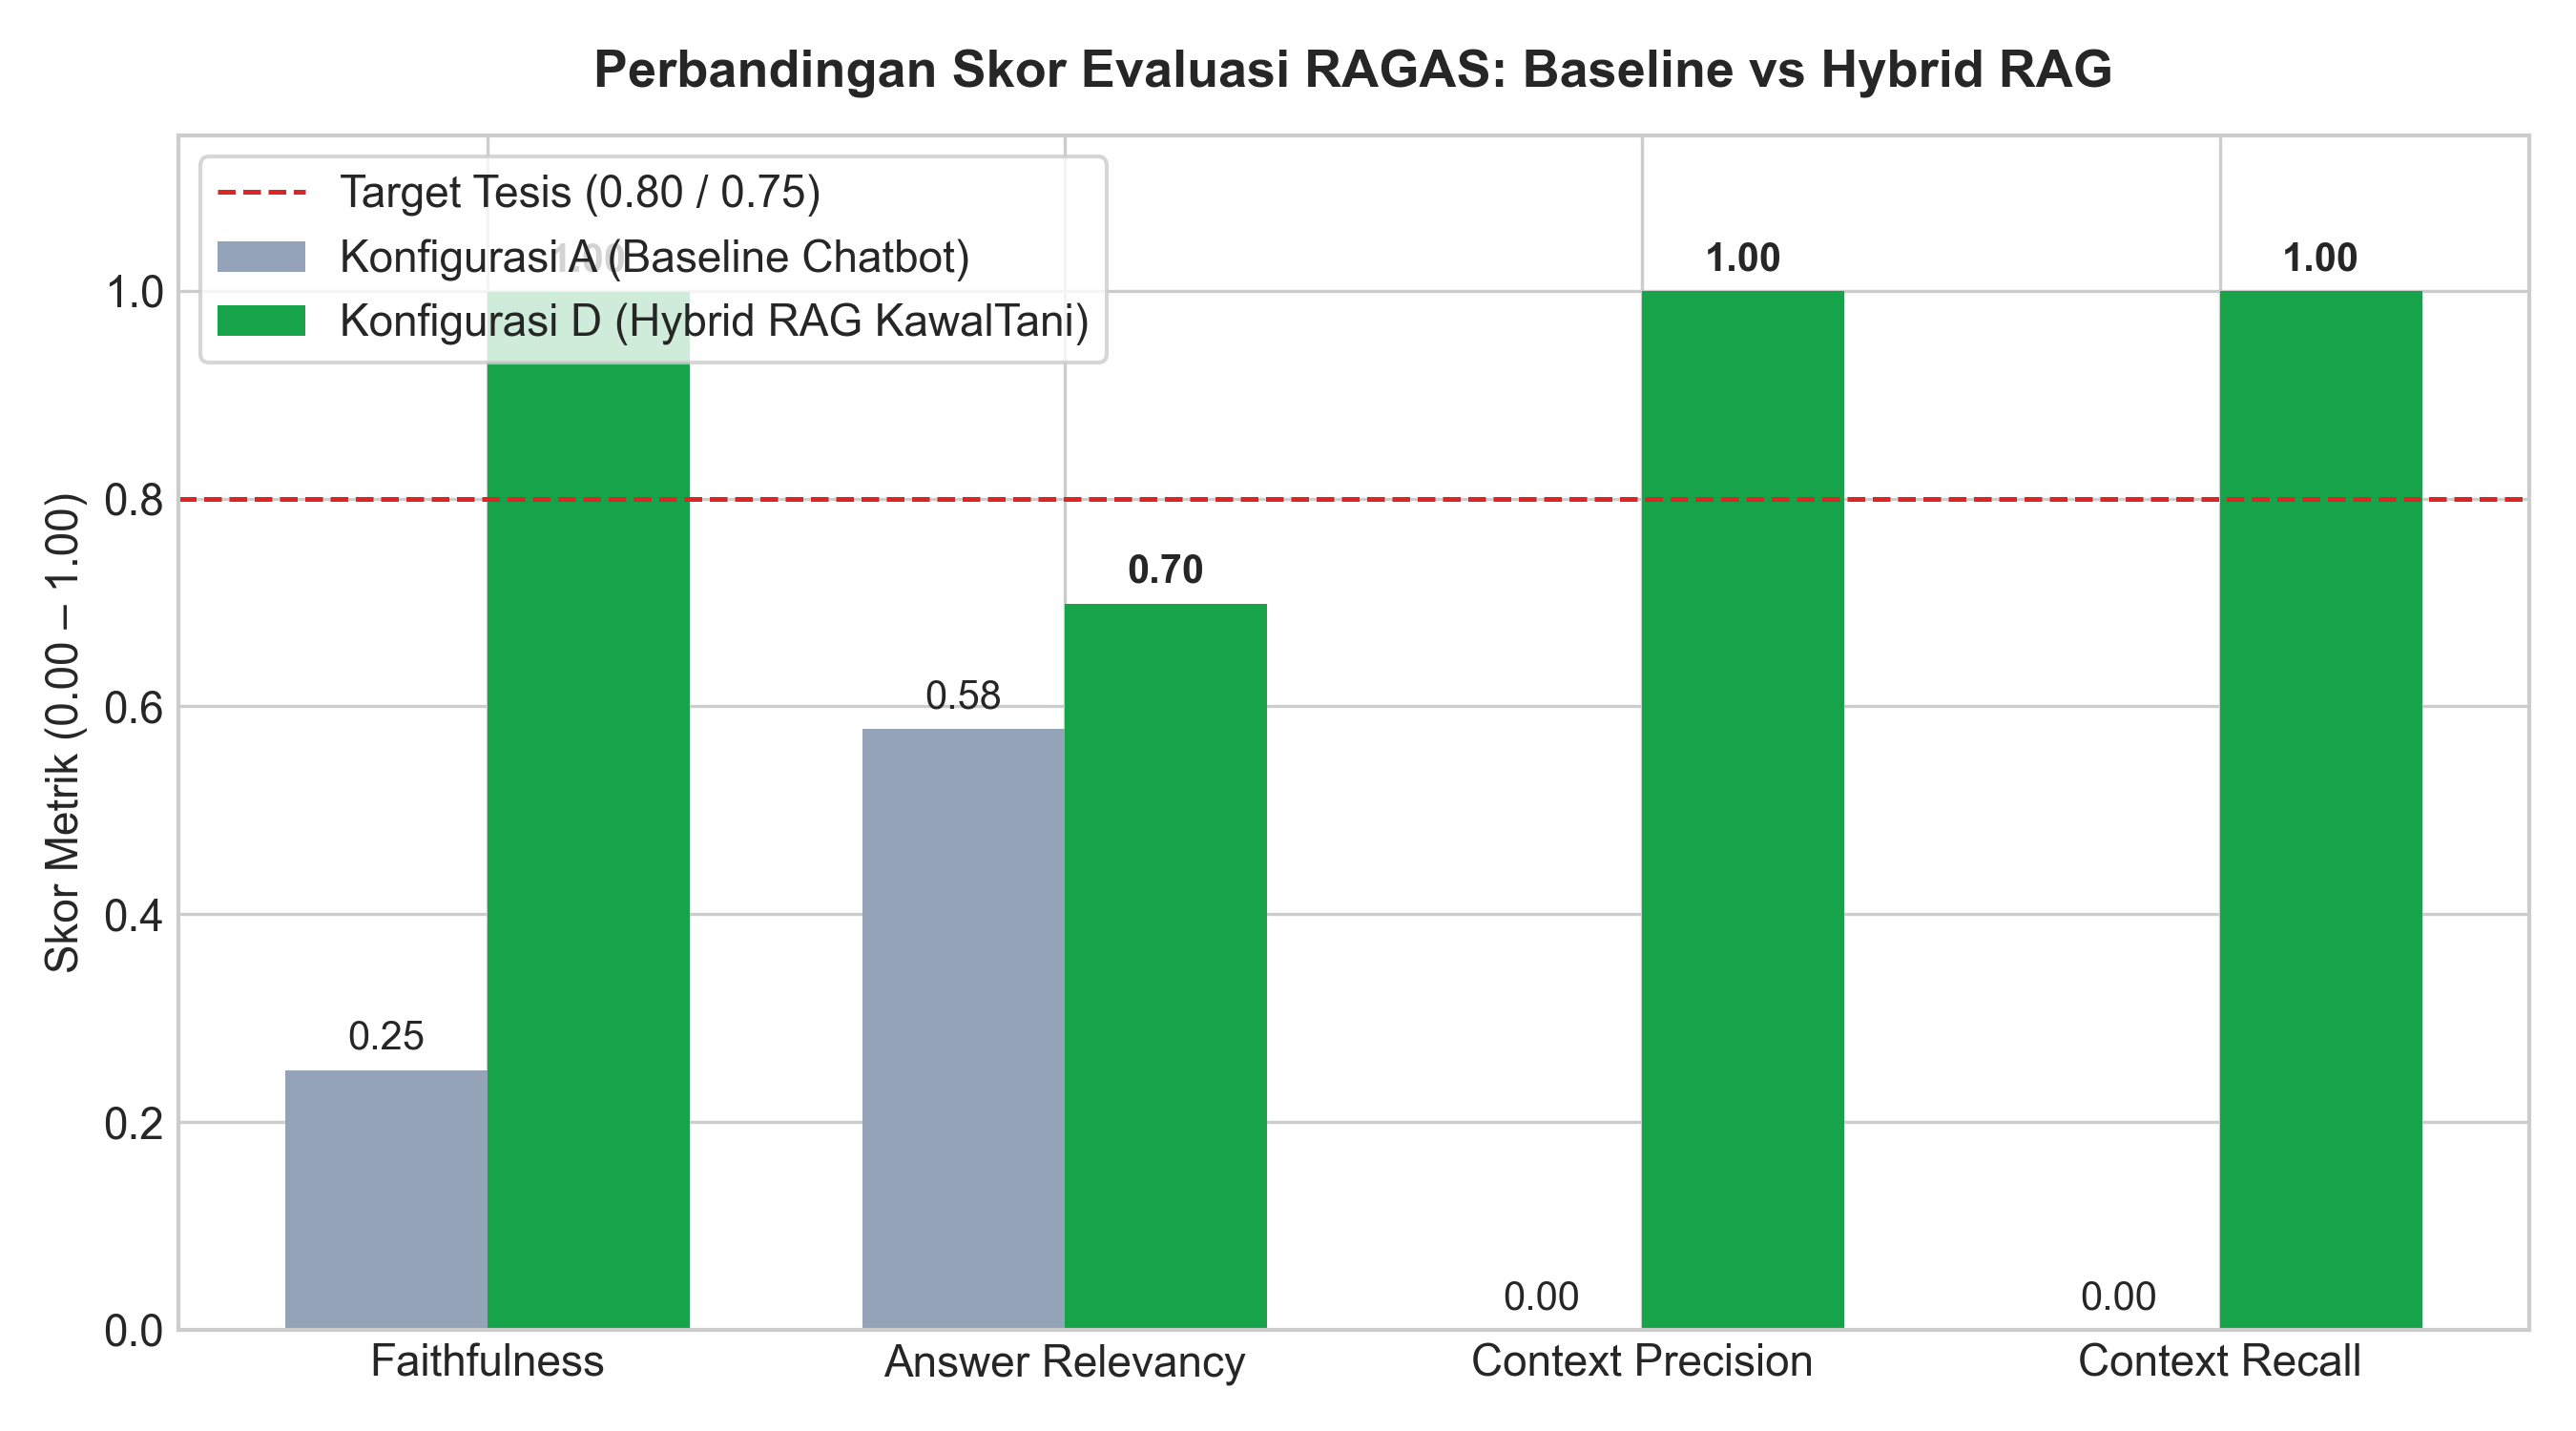 Perbandingan Skor Evaluasi RAGAS: Baseline vs Hybrid RAG
Target Tesis (0.80 / 0.75)
Konfigurasi A (Baseline Chatbot)
Konfigurasi D (Hybrid RAG KawalTani)
Skor Metrik (0.00 – 1.00)
1.0
0.8
0.6
0.4
0.2
0.0
0.25
1.00
0.58
0.70
0.00
1.00
0.00
1.00
Faithfulness
Answer Relevancy
Context Precision
Context Recall